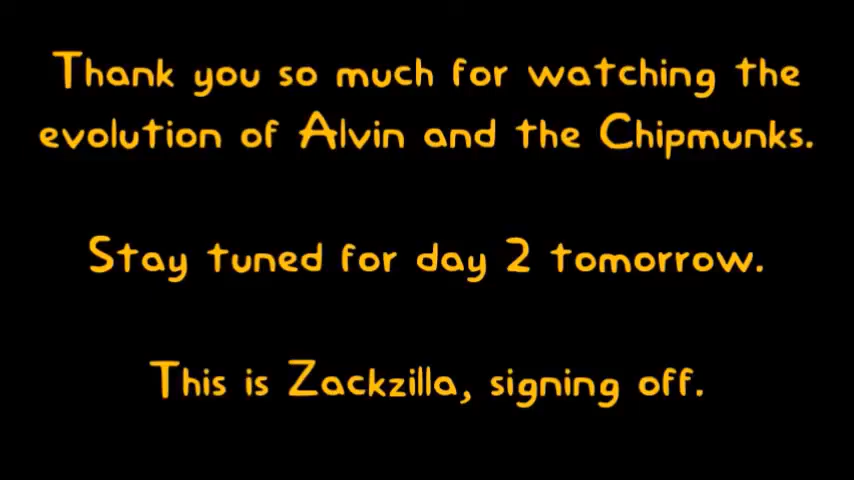 Thank you so much for watching the
evolution of Alvin and the Chipmunks.
Stay tuned for day 2 tomorrow.
This is Zackzilla, signing off.